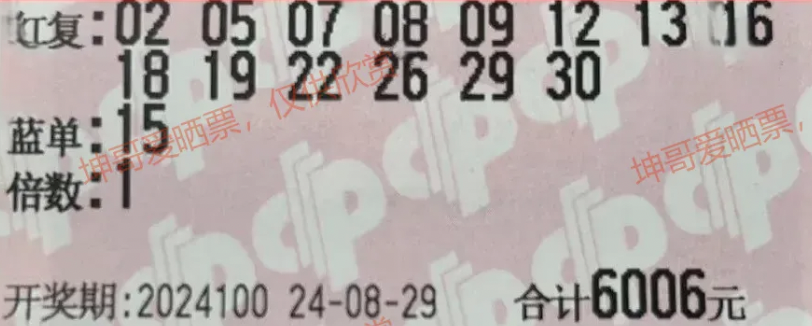 红复:02 05 07 08 09 12 13 16
18 19 22 26 29 30
蓝单:15
倍数:1
坤哥爱晒票,仅供欣赏
坤哥爱晒票,
开奖期:2024100 24-08-29 合计6006元